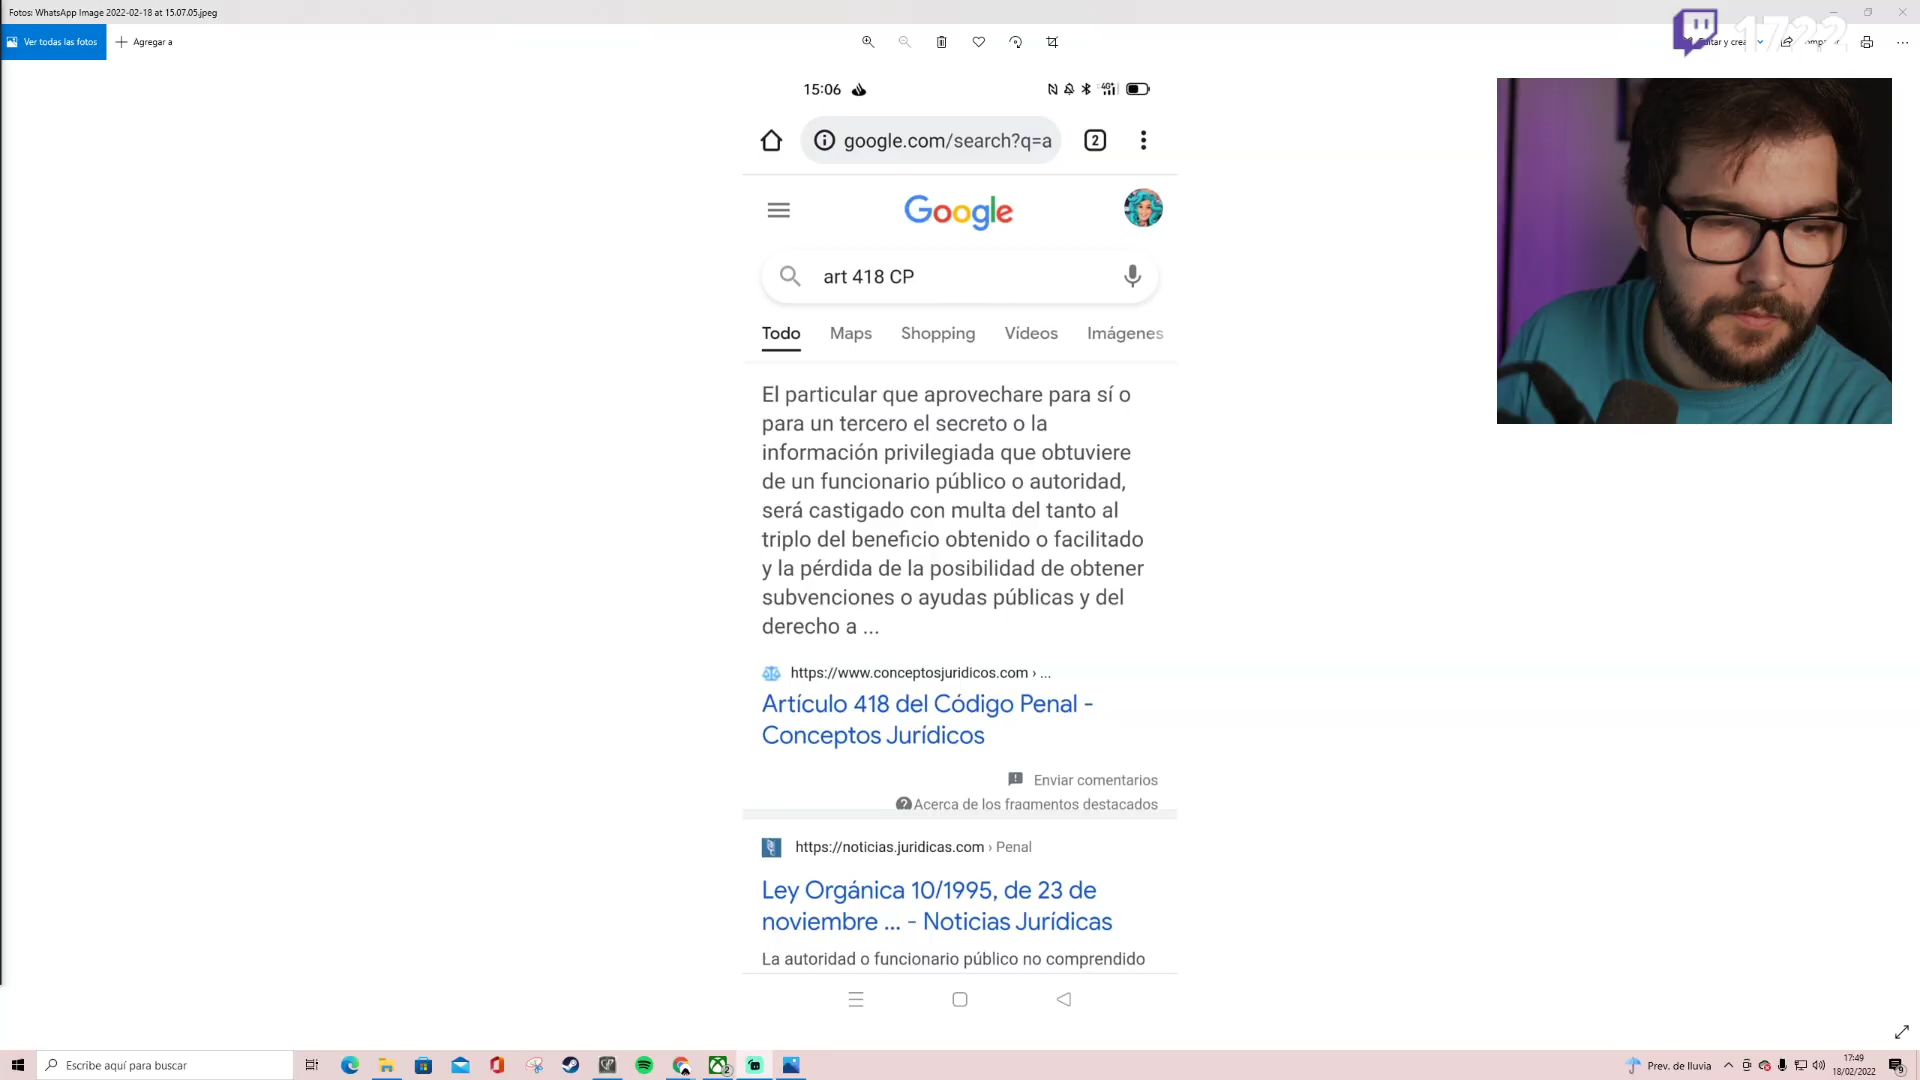 Fotos: WhatsApp Image 2022-02-18 at 15.07.05.jpeg
Ver todas las fotos
Agregar a
1722
15:06
4G+
google.com/search?q=a
2
Google
art 418 CP
Todo Maps Shopping Vídeos Imágenes
El particular que aprovechare para sí o
para un tercero el secreto o la
información privilegiada que obtuviere
de un funcionario público o autoridad,
será castigado con multa del tanto al
triplo del beneficio obtenido o facilitado
y la pérdida de la posibilidad de obtener
subvenciones o ayudas públicas y del
derecho a ...
https://www.conceptosjuridicos.com › ...
Artículo 418 del Código Penal -
Conceptos Jurídicos
Enviar comentarios
Acerca de los fragmentos destacados
https://noticias.juridicas.com › Penal
Ley Orgánica 10/1995, de 23 de
noviembre ... - Noticias Jurídicas
La autoridad o funcionario público no comprendido
Escribe aquí para buscar
Prev. de lluvia
17:49
18/02/2022